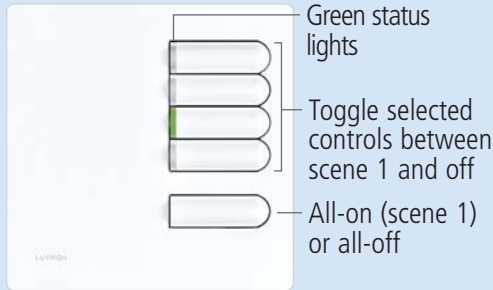 Green status
lights
Toggle selected
controls between
scene 1 and off
All-on (scene 1)
or all-off
LUTRON